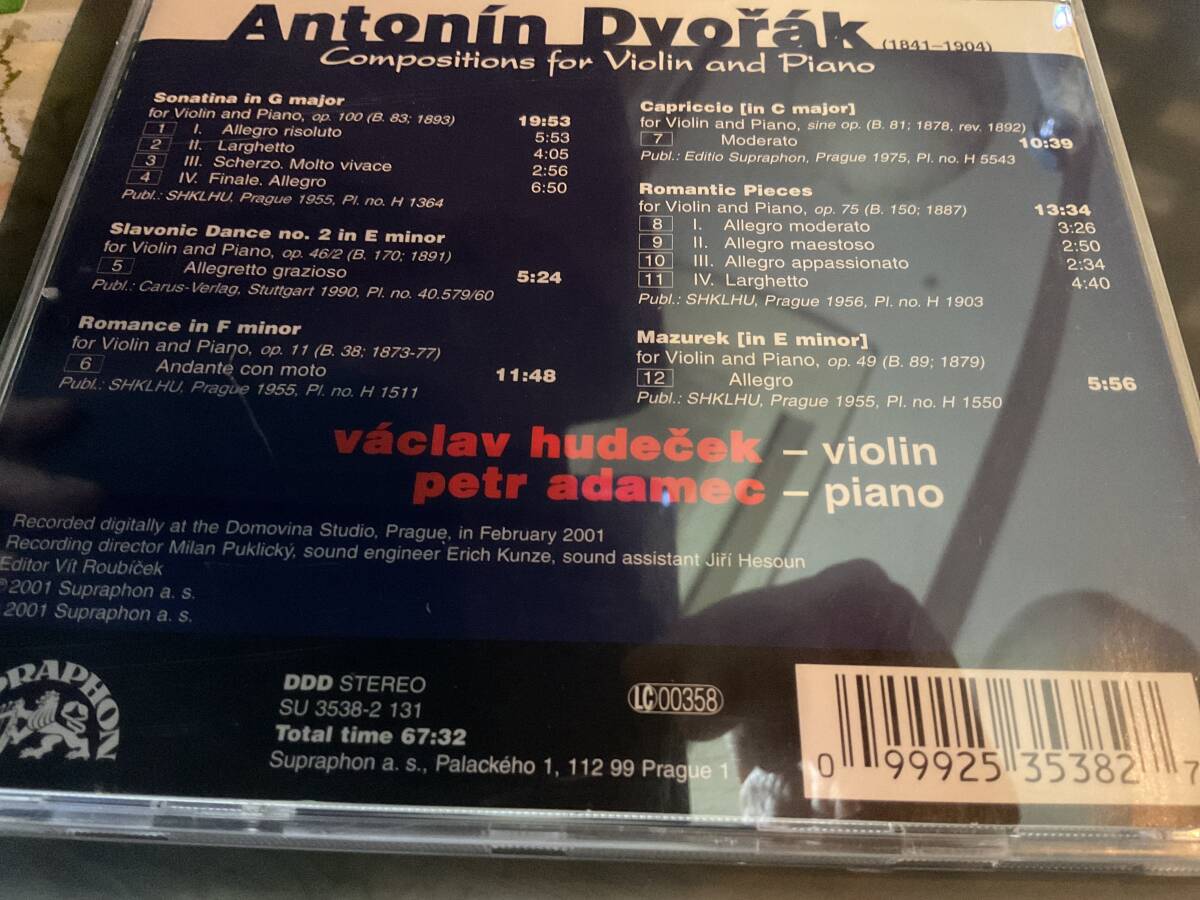 Antonín Dvořák (1841–1904)
Compositions for Violin and Piano
Sonatina in G major
for Violin and Piano, op. 100 (B. 83; 1893) 19:53
1 I. Allegro risoluto 5:53
2 II. Larghetto 4:05
3 III. Scherzo. Molto vivace 2:56
4 IV. Finale. Allegro 6:50
Publ.: SHKLHU, Prague 1955, Pl. no. H 1364
Slavonic Dance no. 2 in E minor
for Violin and Piano, op. 46/2 (B. 170; 1891)
5 Allegretto grazioso 5:24
Publ.: Carus-Verlag, Stuttgart 1990, Pl. no. 40.579/60
Romance in F minor
for Violin and Piano, op. 11 (B. 38; 1873-77)
6 Andante con moto 11:48
Publ.: SHKLHU, Prague 1955, Pl. no. H 1511
Capriccio [in C major]
for Violin and Piano, sine op. (B. 81; 1878, rev. 1892)
7 Moderato 10:39
Publ.: Editio Supraphon, Prague 1975, Pl. no. H 5543
Romantic Pieces
for Violin and Piano, op. 75 (B. 150; 1887) 13:34
8 I. Allegro moderato 3:26
9 II. Allegro maestoso 2:50
10 III. Allegro appassionato 2:34
11 IV. Larghetto 4:40
Publ.: SHKLHU, Prague 1956, Pl. no. H 1903
Mazurek [in E minor]
for Violin and Piano, op. 49 (B. 89; 1879)
12 Allegro 5:56
Publ.: SHKLHU, Prague 1955, Pl. no. H 1550
václav hudeček – violin
petr adamec – piano
Recorded digitally at the Domovina Studio, Prague, in February 2001
Recording director Milan Puklický, sound engineer Erich Kunze, sound assistant Jiří Hesoun
Editor Vít Roubíček
℗2001 Supraphon a. s.
2001 Supraphon a. s.
PRAPHON
DDD STEREO
SU 3538-2 131
Total time 67:32
Supraphon a. s., Palackého 1, 112 99 Prague 1
LC 00358
0 99925 35382 7